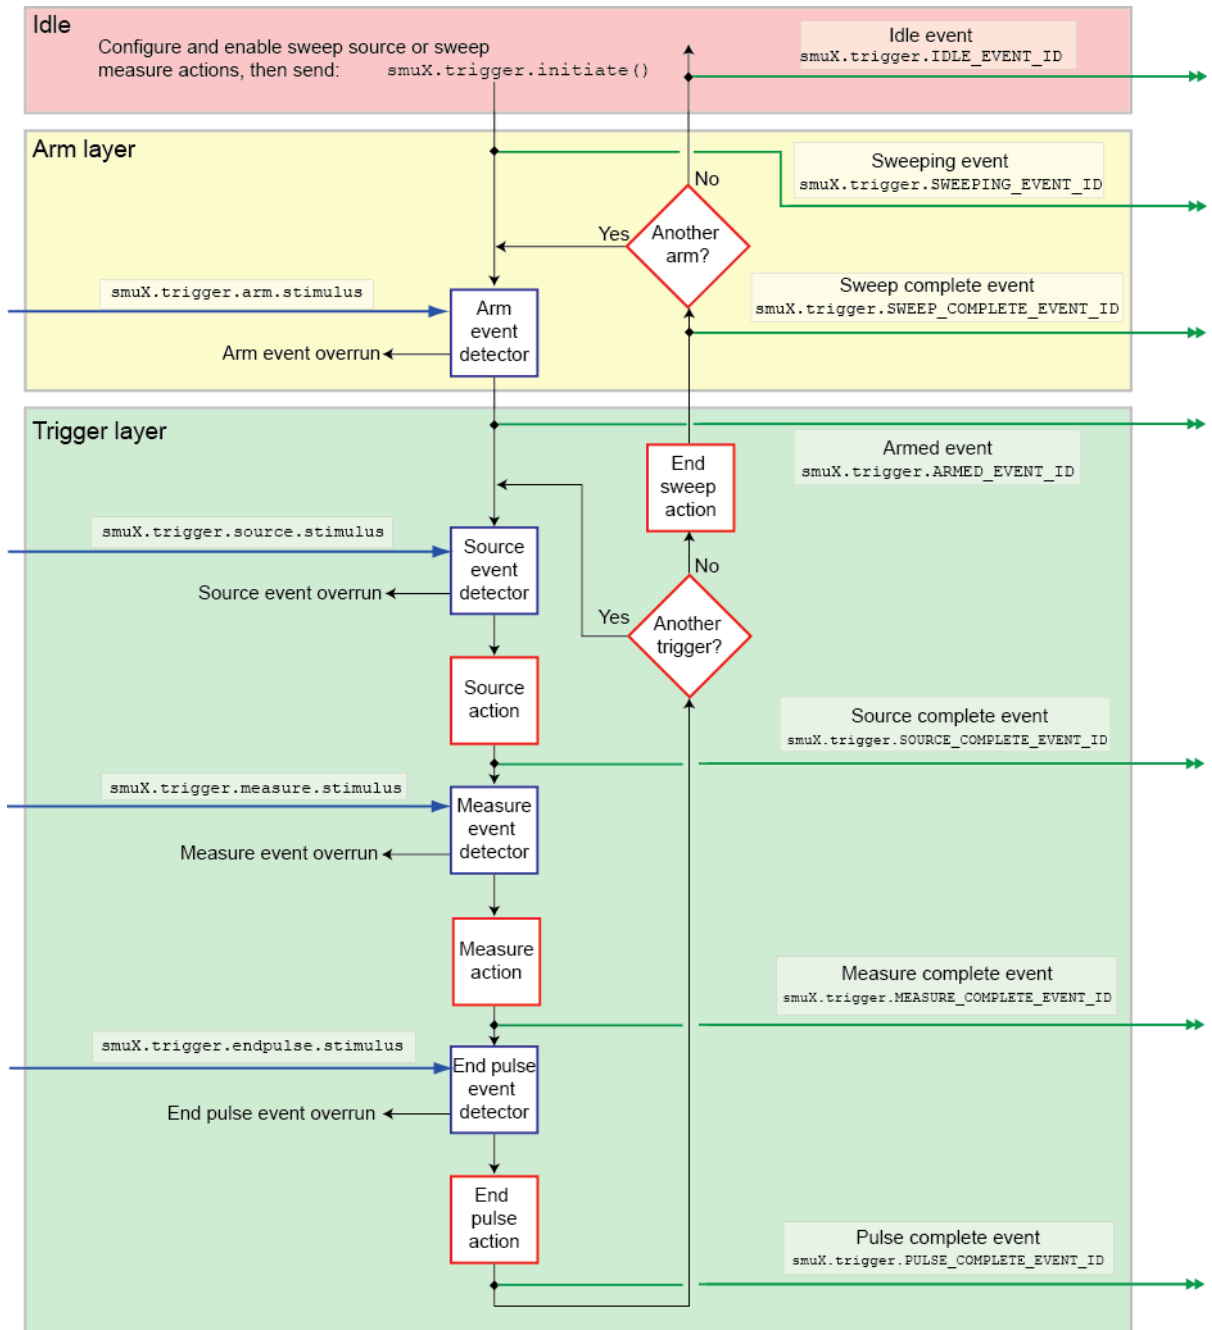 Idle
Configure and enable sweep source or sweep
measure actions, then send: smuX.trigger.initiate()
Idle event
smuX.trigger.IDLE_EVENT_ID
Arm layer
Sweeping event
smuX.trigger.SWEEPING_EVENT_ID
No
Yes
Another
arm?
Sweep complete event
smuX.trigger.SWEEP_COMPLETE_EVENT_ID
smuX.trigger.arm.stimulus
Arm
event
detector
Arm event overrun
Trigger layer
Armed event
smuX.trigger.ARMED_EVENT_ID
End
sweep
action
smuX.trigger.source.stimulus
Source
event
detector
Source event overrun
No
Yes
Another
trigger?
Source
action
Source complete event
smuX.trigger.SOURCE_COMPLETE_EVENT_ID
smuX.trigger.measure.stimulus
Measure
event
detector
Measure event overrun
Measure
action
Measure complete event
smuX.trigger.MEASURE_COMPLETE_EVENT_ID
smuX.trigger.endpulse.stimulus
End pulse
event
detector
End pulse event overrun
End
pulse
action
Pulse complete event
smuX.trigger.PULSE_COMPLETE_EVENT_ID